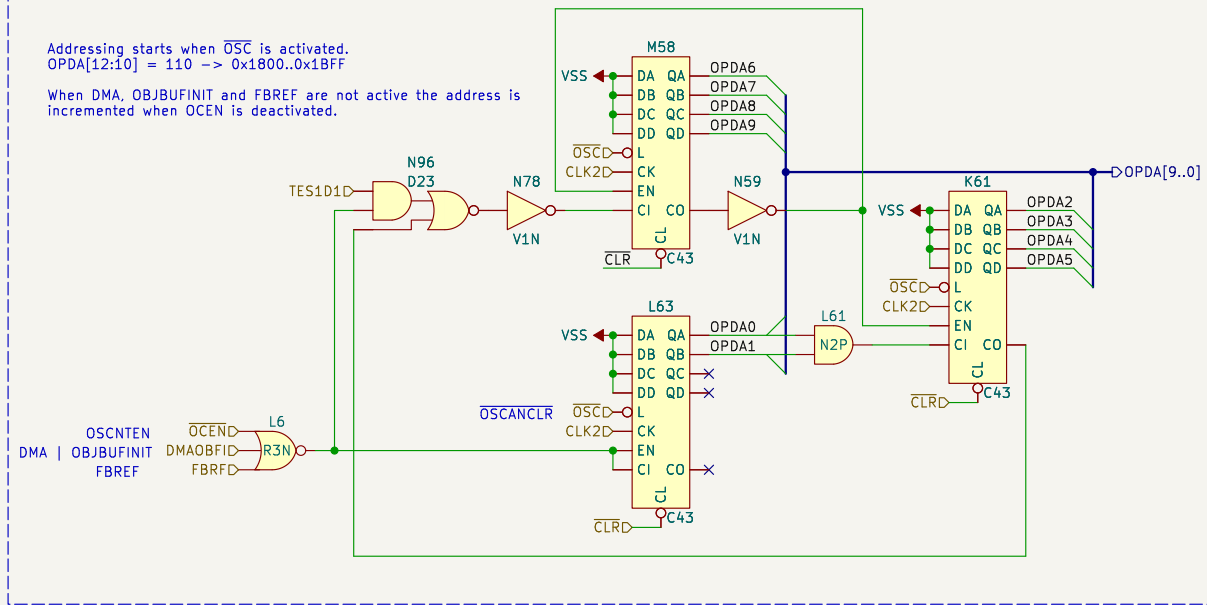 Addressing starts when OSC is activated.
OPDA[12:10] = 110 -> 0x1800..0x1BFF
When DMA, OBJBUFINIT and FBREF are not active the address is
incremented when OCEN is deactivated.
M58
VSS
DA QA OPDA6
DB QB OPDA7
DC QC OPDA8
DD QD OPDA9
OSC L
CLK2 CK
EN
CI CO
CL
CLR
C43
N96
D23
TES1D1
N78
V1N
N59
V1N
OPDA[9..0]
K61
VSS
DA QA OPDA2
DB QB OPDA3
DC QC OPDA4
DD QD OPDA5
OSC L
CLK2 CK
EN
CI CO
CL
CLR
C43
L63
VSS
DA QA OPDA0
DB QB OPDA1
DC QC
DD QD
OSCANCLR
OSC L
CLK2 CK
EN
CI CO
CL
CLR
C43
L61
N2P
OSCNTEN
DMA | OBJBUFINIT
FBREF
OCEN
DMAOBFI
FBRF
L6
R3N